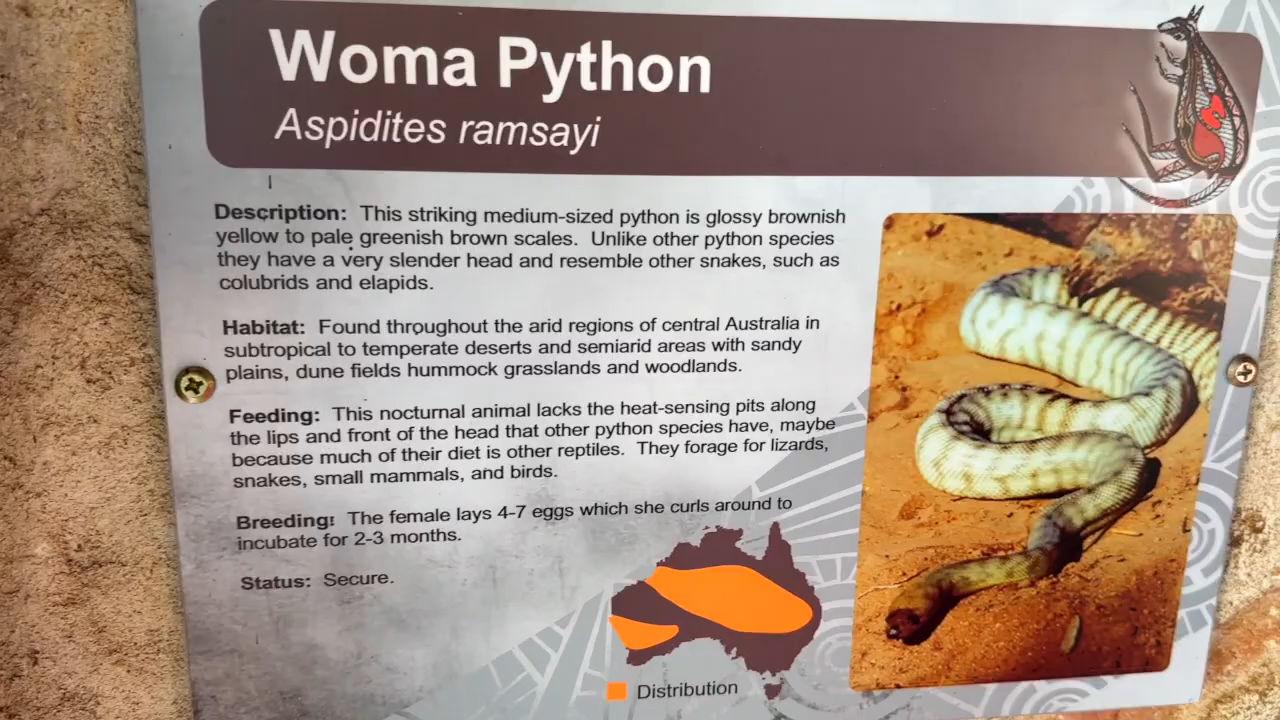 Woma Python
Aspidites ramsayi
Description: This striking medium-sized python is glossy brownish
yellow to pale greenish brown scales. Unlike other python species
they have a very slender head and resemble other snakes, such as
colubrids and elapids.
Habitat: Found throughout the arid regions of central Australia in
subtropical to temperate deserts and semiarid areas with sandy
plains, dune fields hummock grasslands and woodlands.
Feeding: This nocturnal animal lacks the heat-sensing pits along
the lips and front of the head that other python species have, maybe
because much of their diet is other reptiles. They forage for lizards,
snakes, small mammals, and birds.
Breeding: The female lays 4-7 eggs which she curls around to
incubate for 2-3 months.
Status: Secure.
Distribution